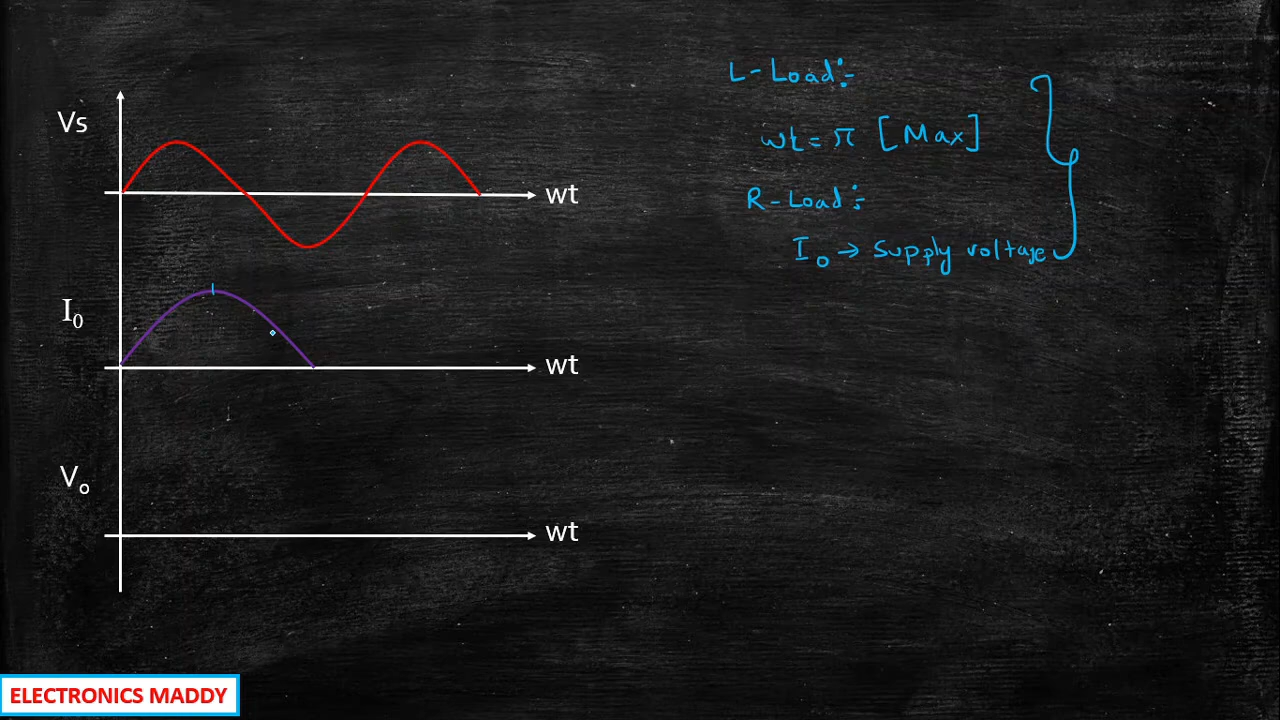 Vs
wt
I₀
wt
Vₒ
wt
L-Load:-
wt = π [Max]
R-Load:-
I₀ → Supply voltage
ELECTRONICS MADDY